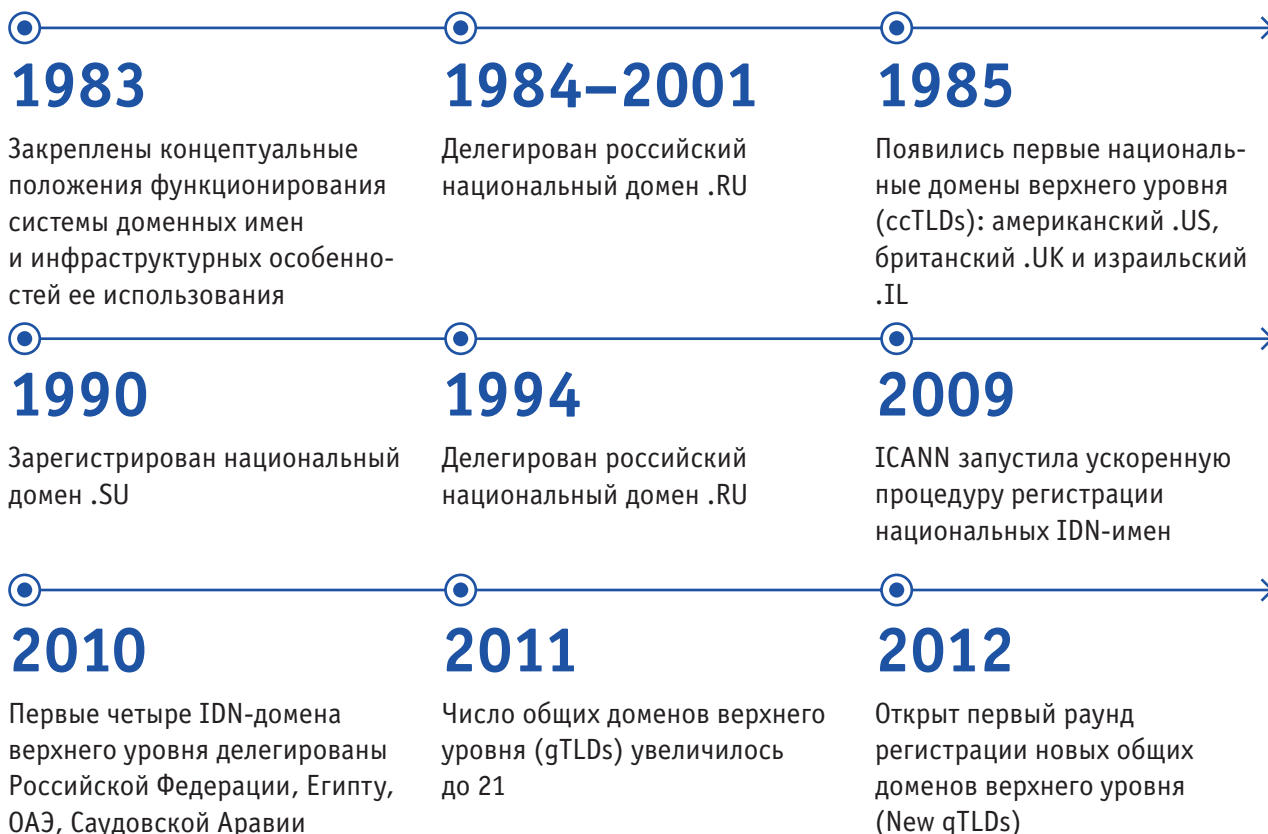 1983
Закреплены концептуальные
положения функционирования
системы доменных имен
и инфраструктурных особенно-
стей ее использования
1984–2001
Делегирован российский
национальный домен .RU
1985
Появились первые националь-
ные домены верхнего уровня
(ccTLDs): американский .US,
британский .UK и израильский
.IL
1990
Зарегистрирован национальный
домен .SU
1994
Делегирован российский
национальный домен .RU
2009
ICANN запустила ускоренную
процедуру регистрации
национальных IDN-имен
2010
Первые четыре IDN-домена
верхнего уровня делегированы
Российской Федерации, Египту,
ОАЭ, Саудовской Аравии
2011
Число общих доменов верхнего
уровня (gTLDs) увеличилось
до 21
2012
Открыт первый раунд
регистрации новых общих
доменов верхнего уровня
(New gTLDs)